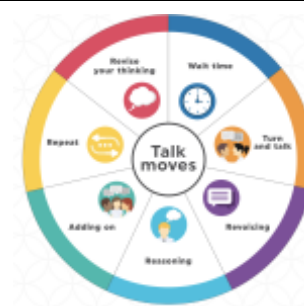 Talk
moves
Wait time
Turn
and talk
Revoicing
Reasoning
Adding on
Repeat
Revise
your thinking